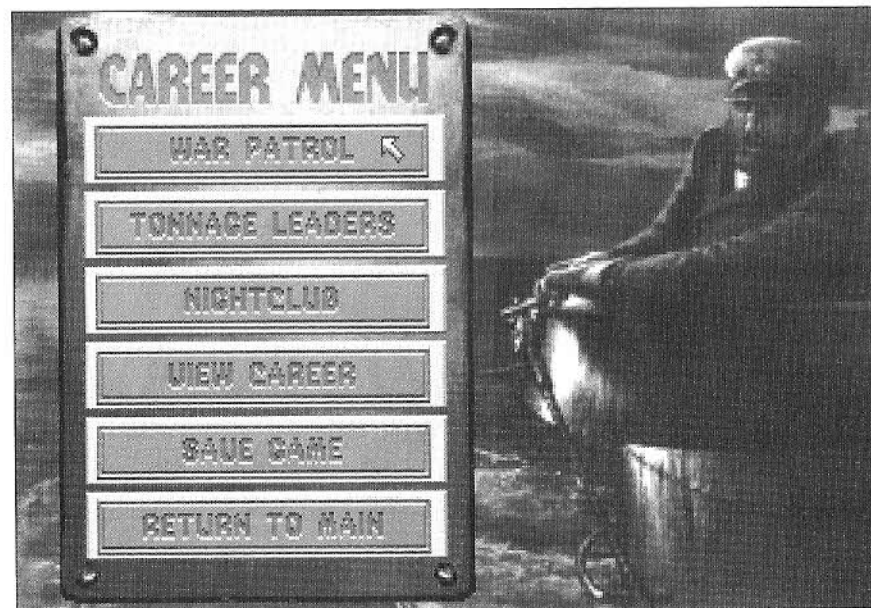 CAREER MENU
WAR PATROL
TONNAGE LEADERS
NIGHTCLUB
VIEW CAREER
SAVE GAME
RETURN TO MAIN